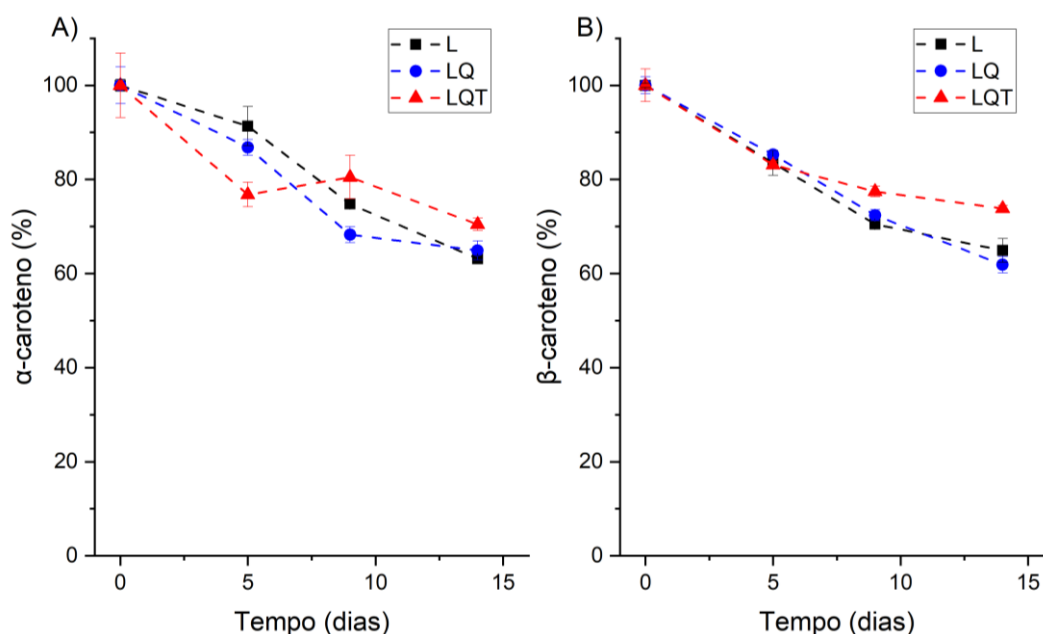 A)
L
LQ
LQT
100
80
60
40
20
0
α-caroteno (%)
0
5
10
15
Tempo (dias)
B)
L
LQ
LQT
100
80
60
40
20
0
β-caroteno (%)
0
5
10
15
Tempo (dias)